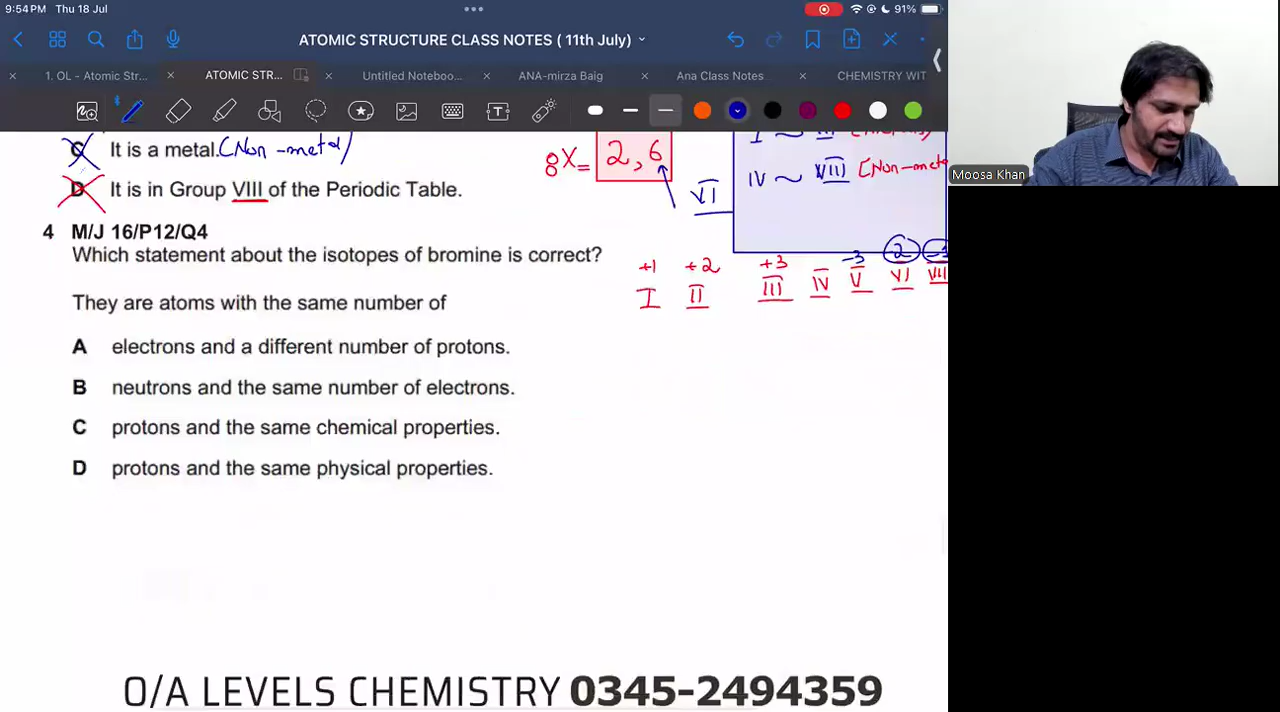 9:54PM Thu 18 Jul
91%
ATOMIC STRUCTURE CLASS NOTES ( 11th July)
1. OL - Atomic Str...
ATOMIC STR...
Untitled Noteboo...
ANA-mirza Baig
Ana Class Notes
CHEMISTRY WIT
C It is a metal. (Non-metal)
D It is in Group VIII of the Periodic Table.
8X= 2, 6
VI
IV ~ VIII [Non-meta
4 M/J 16/P12/Q4
Which statement about the isotopes of bromine is correct?
+1 +2 +3 -3 2
I II III IV V VI VII
They are atoms with the same number of
A electrons and a different number of protons.
B neutrons and the same number of electrons.
C protons and the same chemical properties.
D protons and the same physical properties.
O/A LEVELS CHEMISTRY 0345-2494359
Moosa Khan